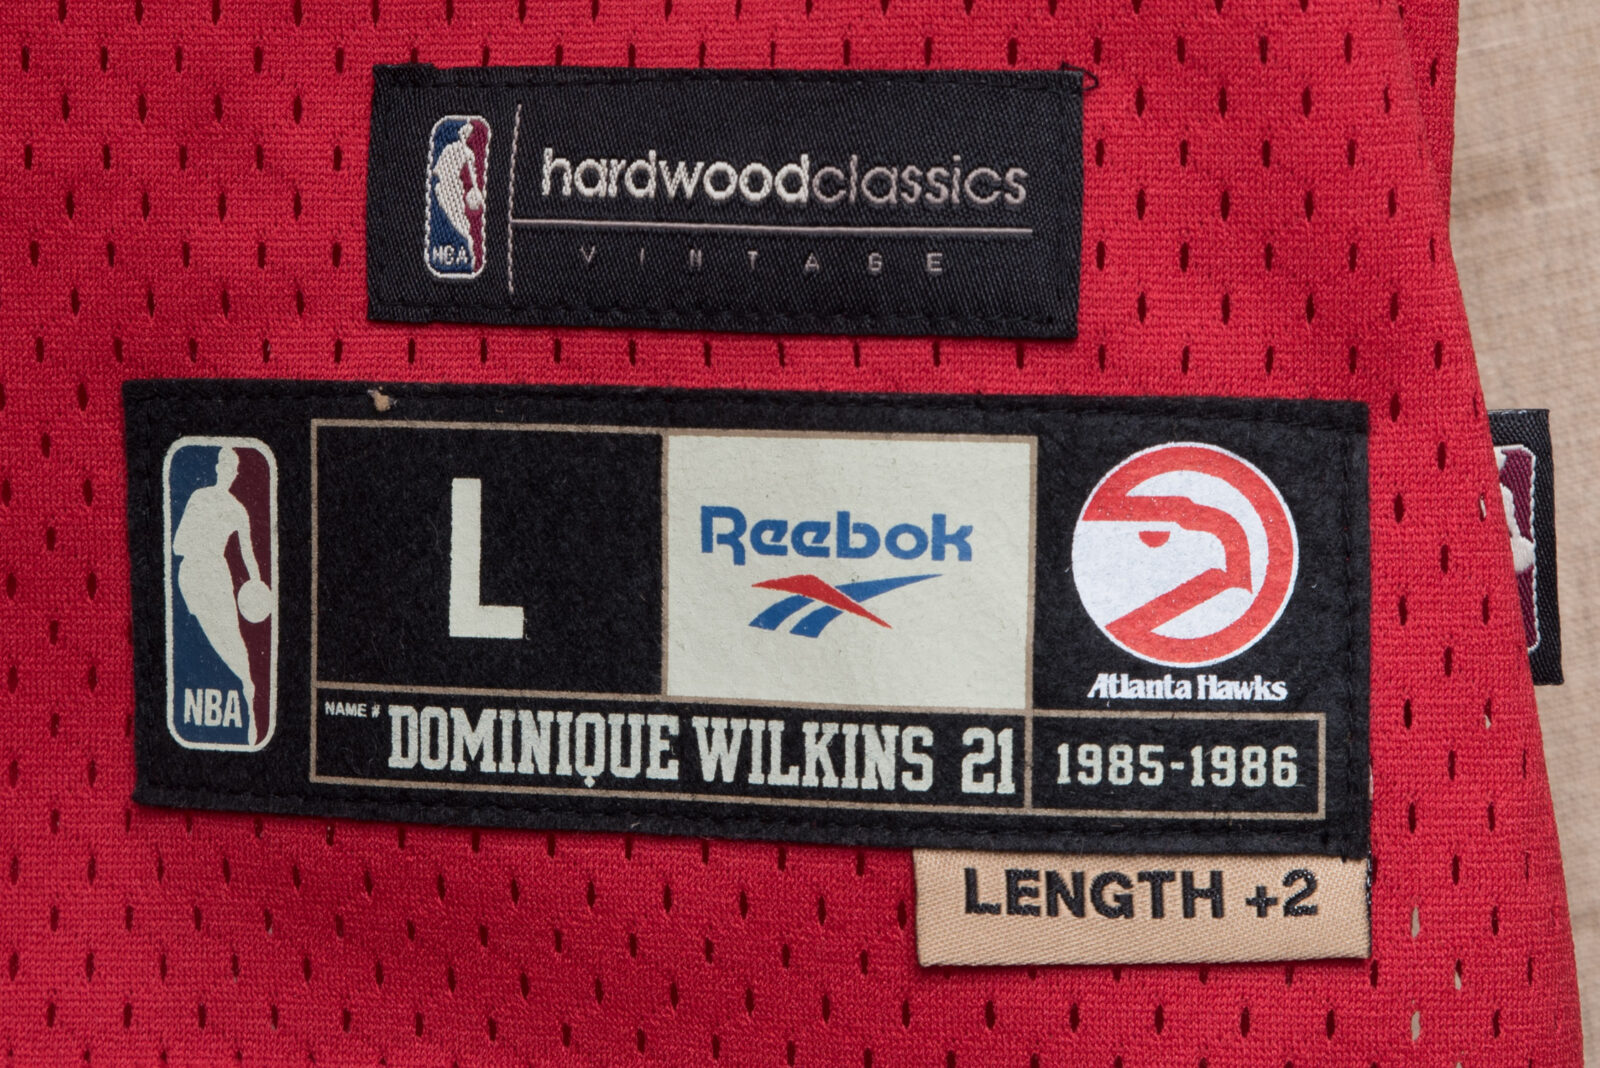 NBA
hardwoodclassics
VINTAGE
NBA
L
Reebok
Atlanta Hawks
NAME # DOMINIQUE WILKINS 21
1985-1986
LENGTH +2